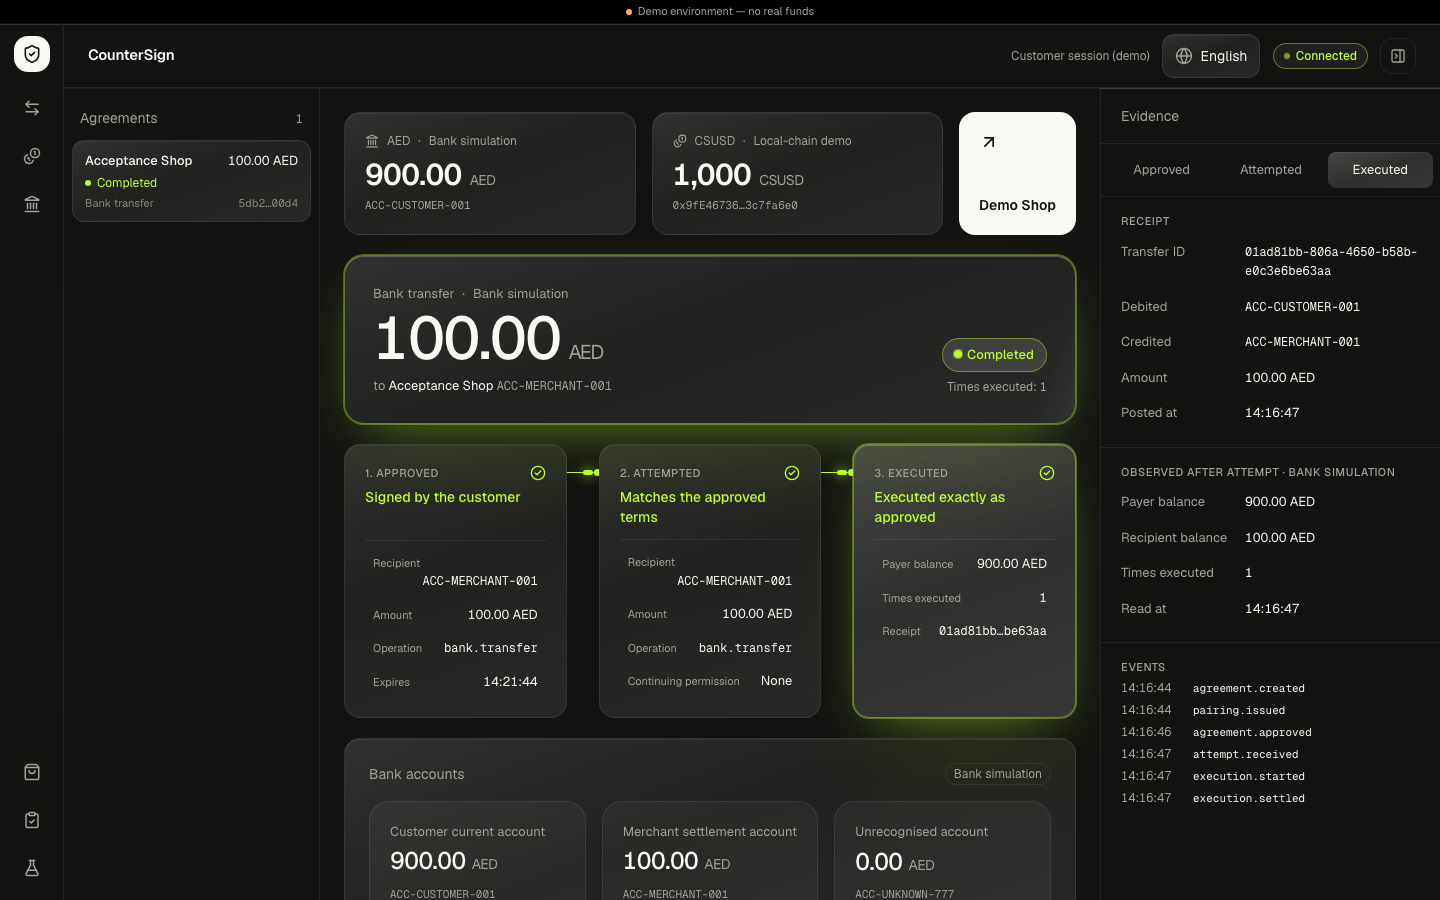 Demo environment — no real funds
CounterSign
Customer session (demo)
English
Connected
Agreements 1
Acceptance Shop 100.00 AED
Completed
Bank transfer 5db2…00d4
AED · Bank simulation
900.00 AED
ACC-CUSTOMER-001
CSUSD · Local-chain demo
1,000 CSUSD
0x9fE46736…3c7fa6e0
Demo Shop
Bank transfer · Bank simulation
100.00 AED
to Acceptance Shop ACC-MERCHANT-001
Completed
Times executed: 1
1. APPROVED
Signed by the customer
Recipient
ACC-MERCHANT-001
Amount 100.00 AED
Operation bank.transfer
Expires 14:21:44
2. ATTEMPTED
Matches the approved
terms
Recipient
ACC-MERCHANT-001
Amount 100.00 AED
Operation bank.transfer
Continuing permission None
3. EXECUTED
Executed exactly as
approved
Payer balance 900.00 AED
Times executed 1
Receipt 01ad81bb…be63aa
Bank accounts
Bank simulation
Customer current account
900.00 AED
ACC-CUSTOMER-001
Merchant settlement account
100.00 AED
ACC-MERCHANT-001
Unrecognised account
0.00 AED
ACC-UNKNOWN-777
Evidence
Approved Attempted Executed
RECEIPT
Transfer ID 01ad81bb-806a-4650-b58b-
e0c3e6be63aa
Debited ACC-CUSTOMER-001
Credited ACC-MERCHANT-001
Amount 100.00 AED
Posted at 14:16:47
OBSERVED AFTER ATTEMPT · BANK SIMULATION
Payer balance 900.00 AED
Recipient balance 100.00 AED
Times executed 1
Read at 14:16:47
EVENTS
14:16:44 agreement.created
14:16:44 pairing.issued
14:16:46 agreement.approved
14:16:47 attempt.received
14:16:47 execution.started
14:16:47 execution.settled